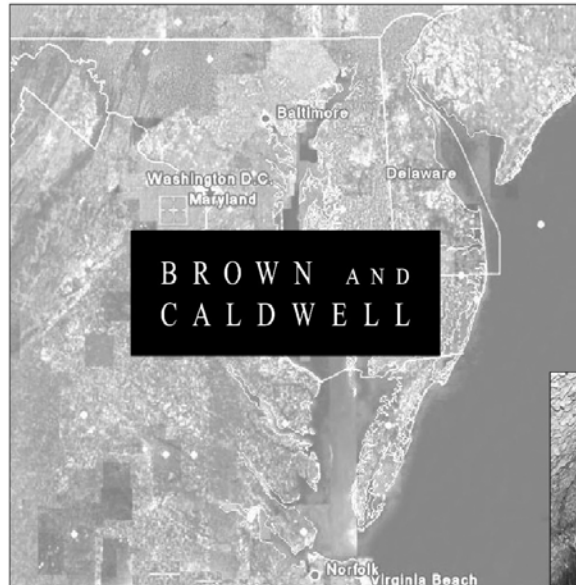 Baltimore
Washington D.C.
Delaware
Maryland
BROWN AND
CALDWELL
Norfolk
Virginia Beach